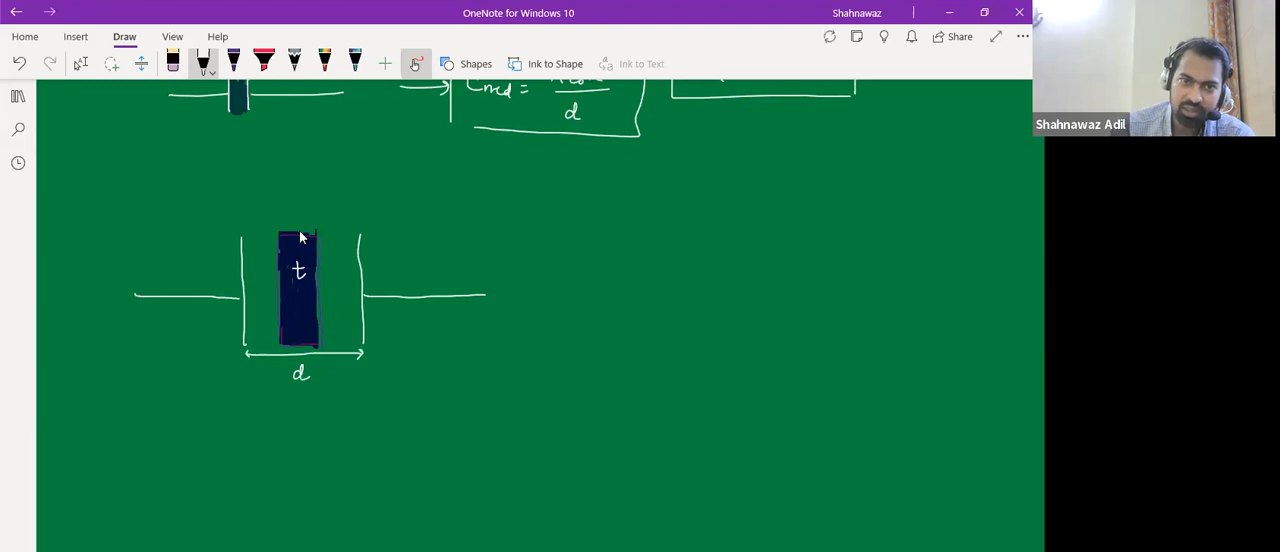 OneNote for Windows 10
Shahnawaz
Home Insert Draw View Help
Share
Shapes Ink to Shape Ink to Text
d
Shahnawaz Adil
t
d